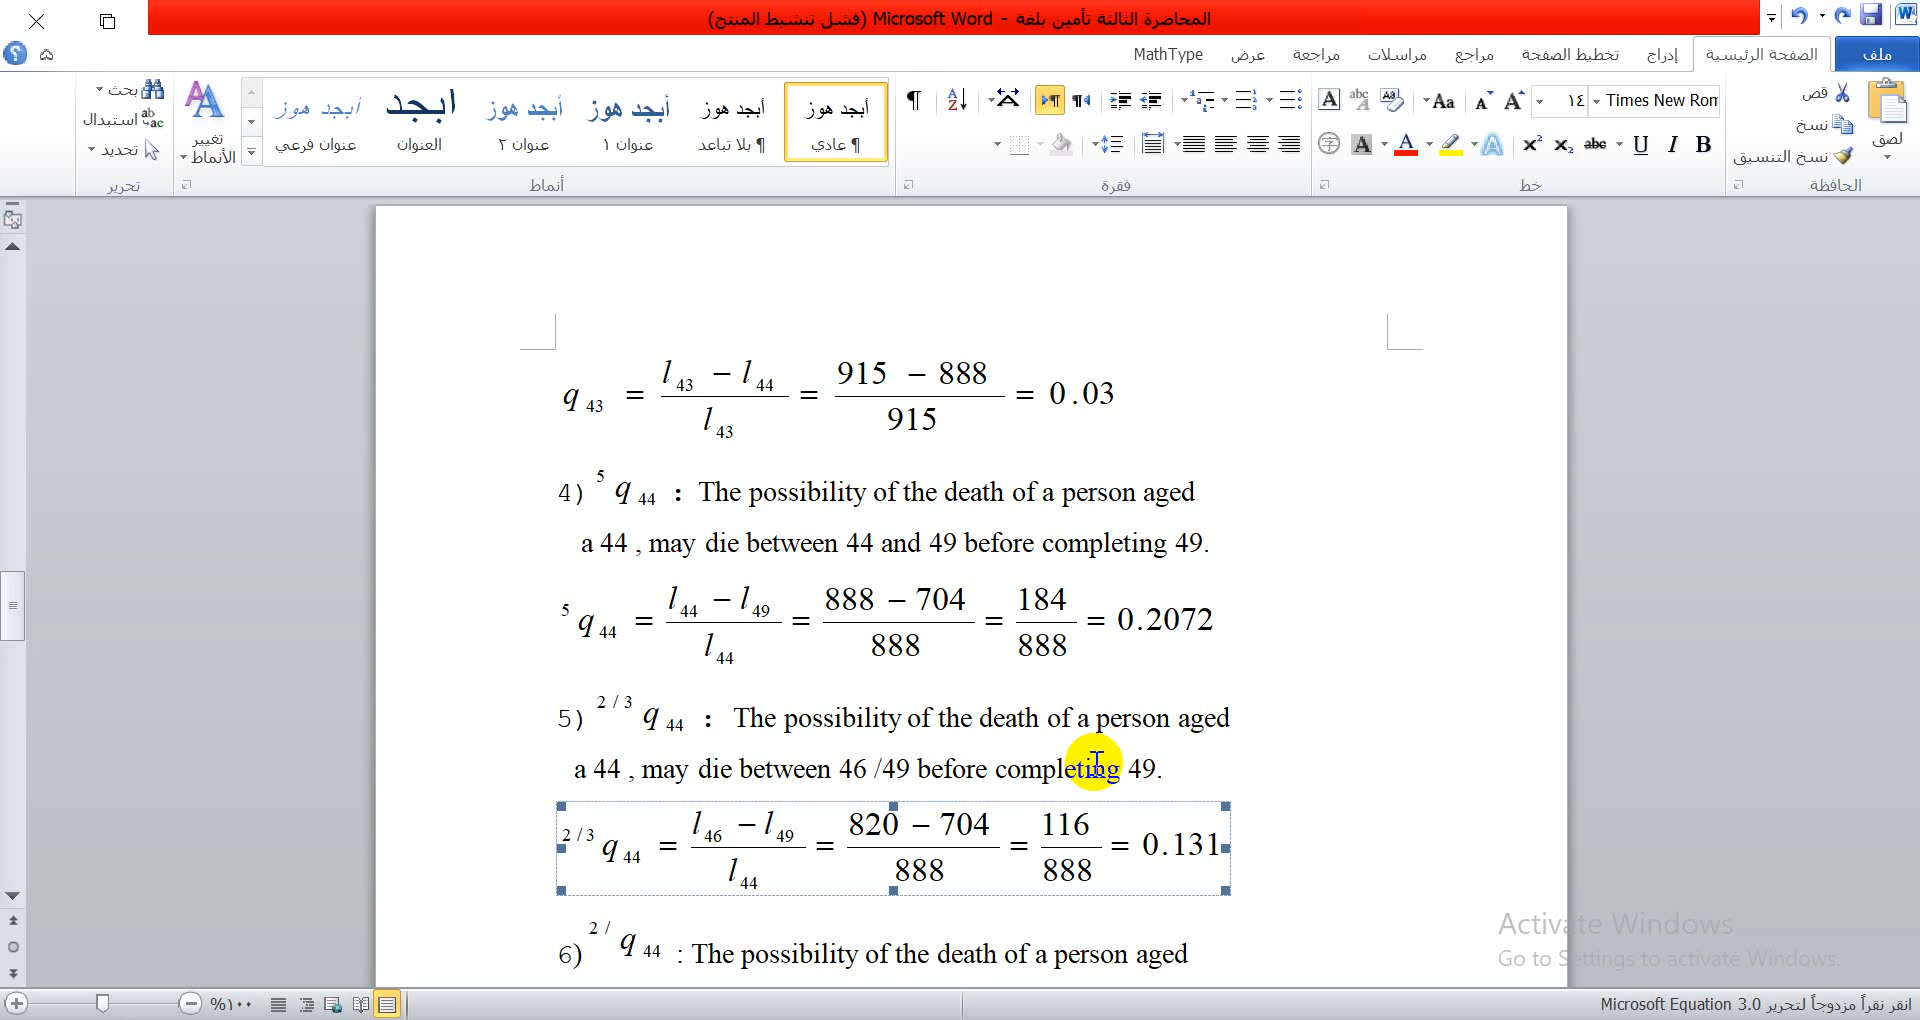 المحاضرة الثالثة تأمين بلغة - Microsoft Word (فشل تنشيط المنتج)
ملف الصفحة الرئيسية إدراج تخطيط الصفحة مراجع مراسلات مراجعة عرض MathType
لصق قص نسخ نسخ التنسيق
الحافظة
Times New Rom ١٤
خط
فقرة
أبجد هوز أبجد هوز أبجد هوز أبجد هوز أبجد أبجد هوز
¶ عادي ¶ بلا تباعد عنوان ١ عنوان ٢ العنوان عنوان فرعي
أنماط
تغيير الأنماط
بحث
استبدال
تحديد
تحرير
q 43 = l 43 − l 44 / l 43 = 915 − 888 / 915 = 0.03
4) 5 q 44 : The possibility of the death of a person aged
a 44 , may die between 44 and 49 before completing 49.
5 q 44 = l 44 − l 49 / l 44 = 888 − 704 / 888 = 184 / 888 = 0.2072
5) 2 / 3 q 44 : The possibility of the death of a person aged
a 44 , may die between 46 /49 before completing 49.
2 / 3 q 44 = l 46 − l 49 / l 44 = 820 − 704 / 888 = 116 / 888 = 0.131
6) 2 / q 44 : The possibility of the death of a person aged
Activate Windows
Go to Settings to activate Windows.
انقر نقراً مزدوجاً لتحرير Microsoft Equation 3.0
%١٠٠